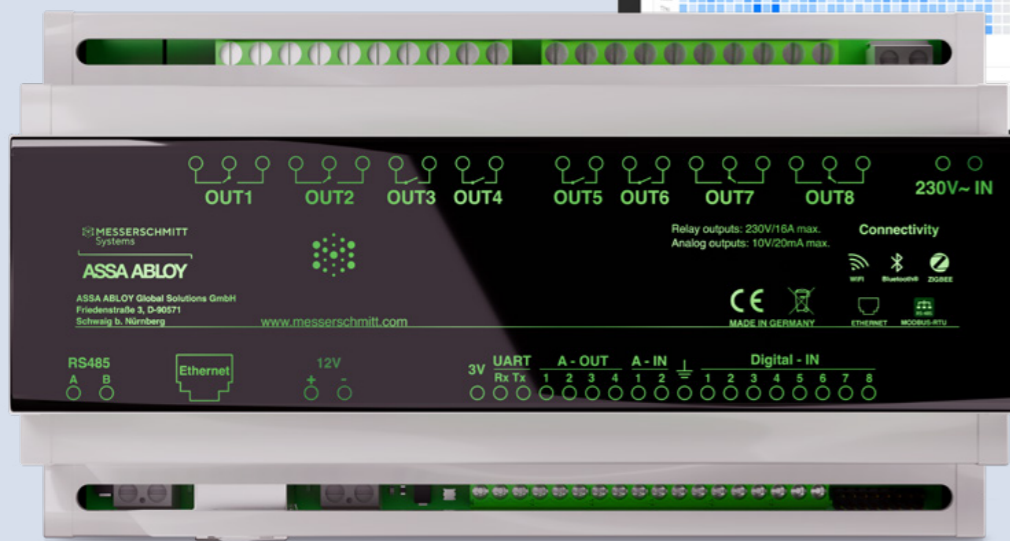 OUT1 OUT2 OUT3 OUT4 OUT5 OUT6 OUT7 OUT8 230V~ IN
MESSERSCHMITT
Systems
ASSA ABLOY
ASSA ABLOY Global Solutions GmbH
Friedenstraße 3, D-90571
Schwaig b. Nürnberg
www.messerschmitt.com
Relay outputs: 230V/16A max.
Analog outputs: 10V/20mA max.
MADE IN GERMANY
Connectivity
WIFI Bluetooth® ZIGBEE
RS-485
ETHERNET MODBUS-RTU
RS485
A B
Ethernet
12V
+ -
3V
UART
Rx Tx
A - OUT
1 2 3 4
A - IN
1 2
Digital - IN
1 2 3 4 5 6 7 8